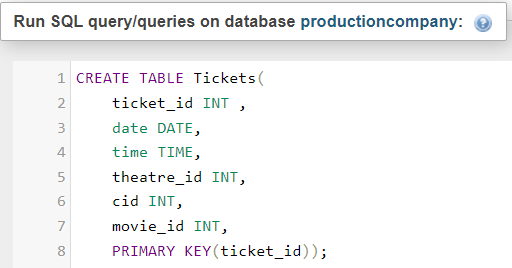 Run SQL query/queries on database productioncompany:
1 CREATE TABLE Tickets(
2 ticket_id INT ,
3 date DATE,
4 time TIME,
5 theatre_id INT,
6 cid INT,
7 movie_id INT,
8 PRIMARY KEY(ticket_id));